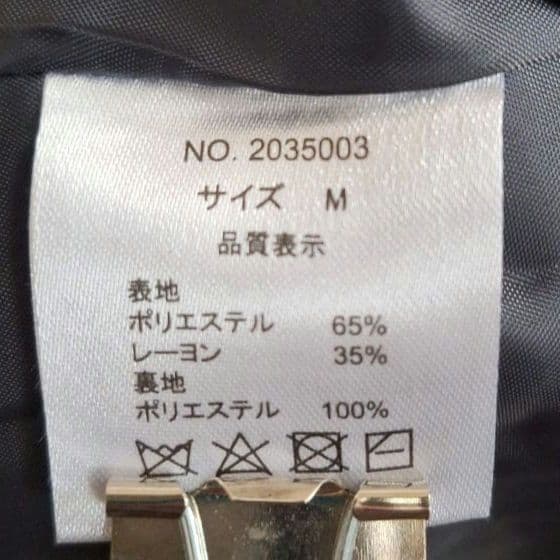 NO. 2035003
サイズ M
品質表示
表地
ポリエステル 65%
レーヨン 35%
裏地
ポリエステル 100%